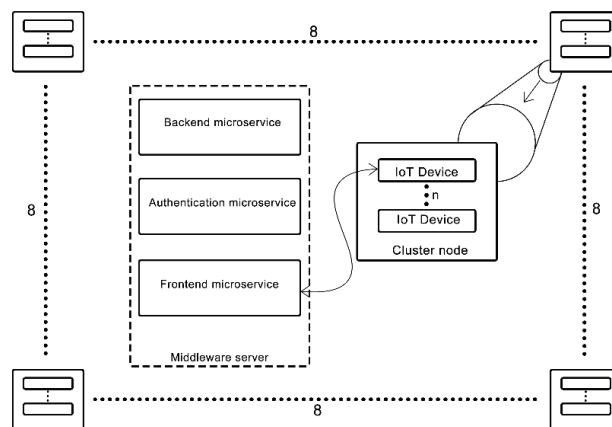 8
Backend microservice
IoT Device
n
Authentication microservice
8
8
IoT Device
Cluster node
Frontend microservice
Middleware server
8